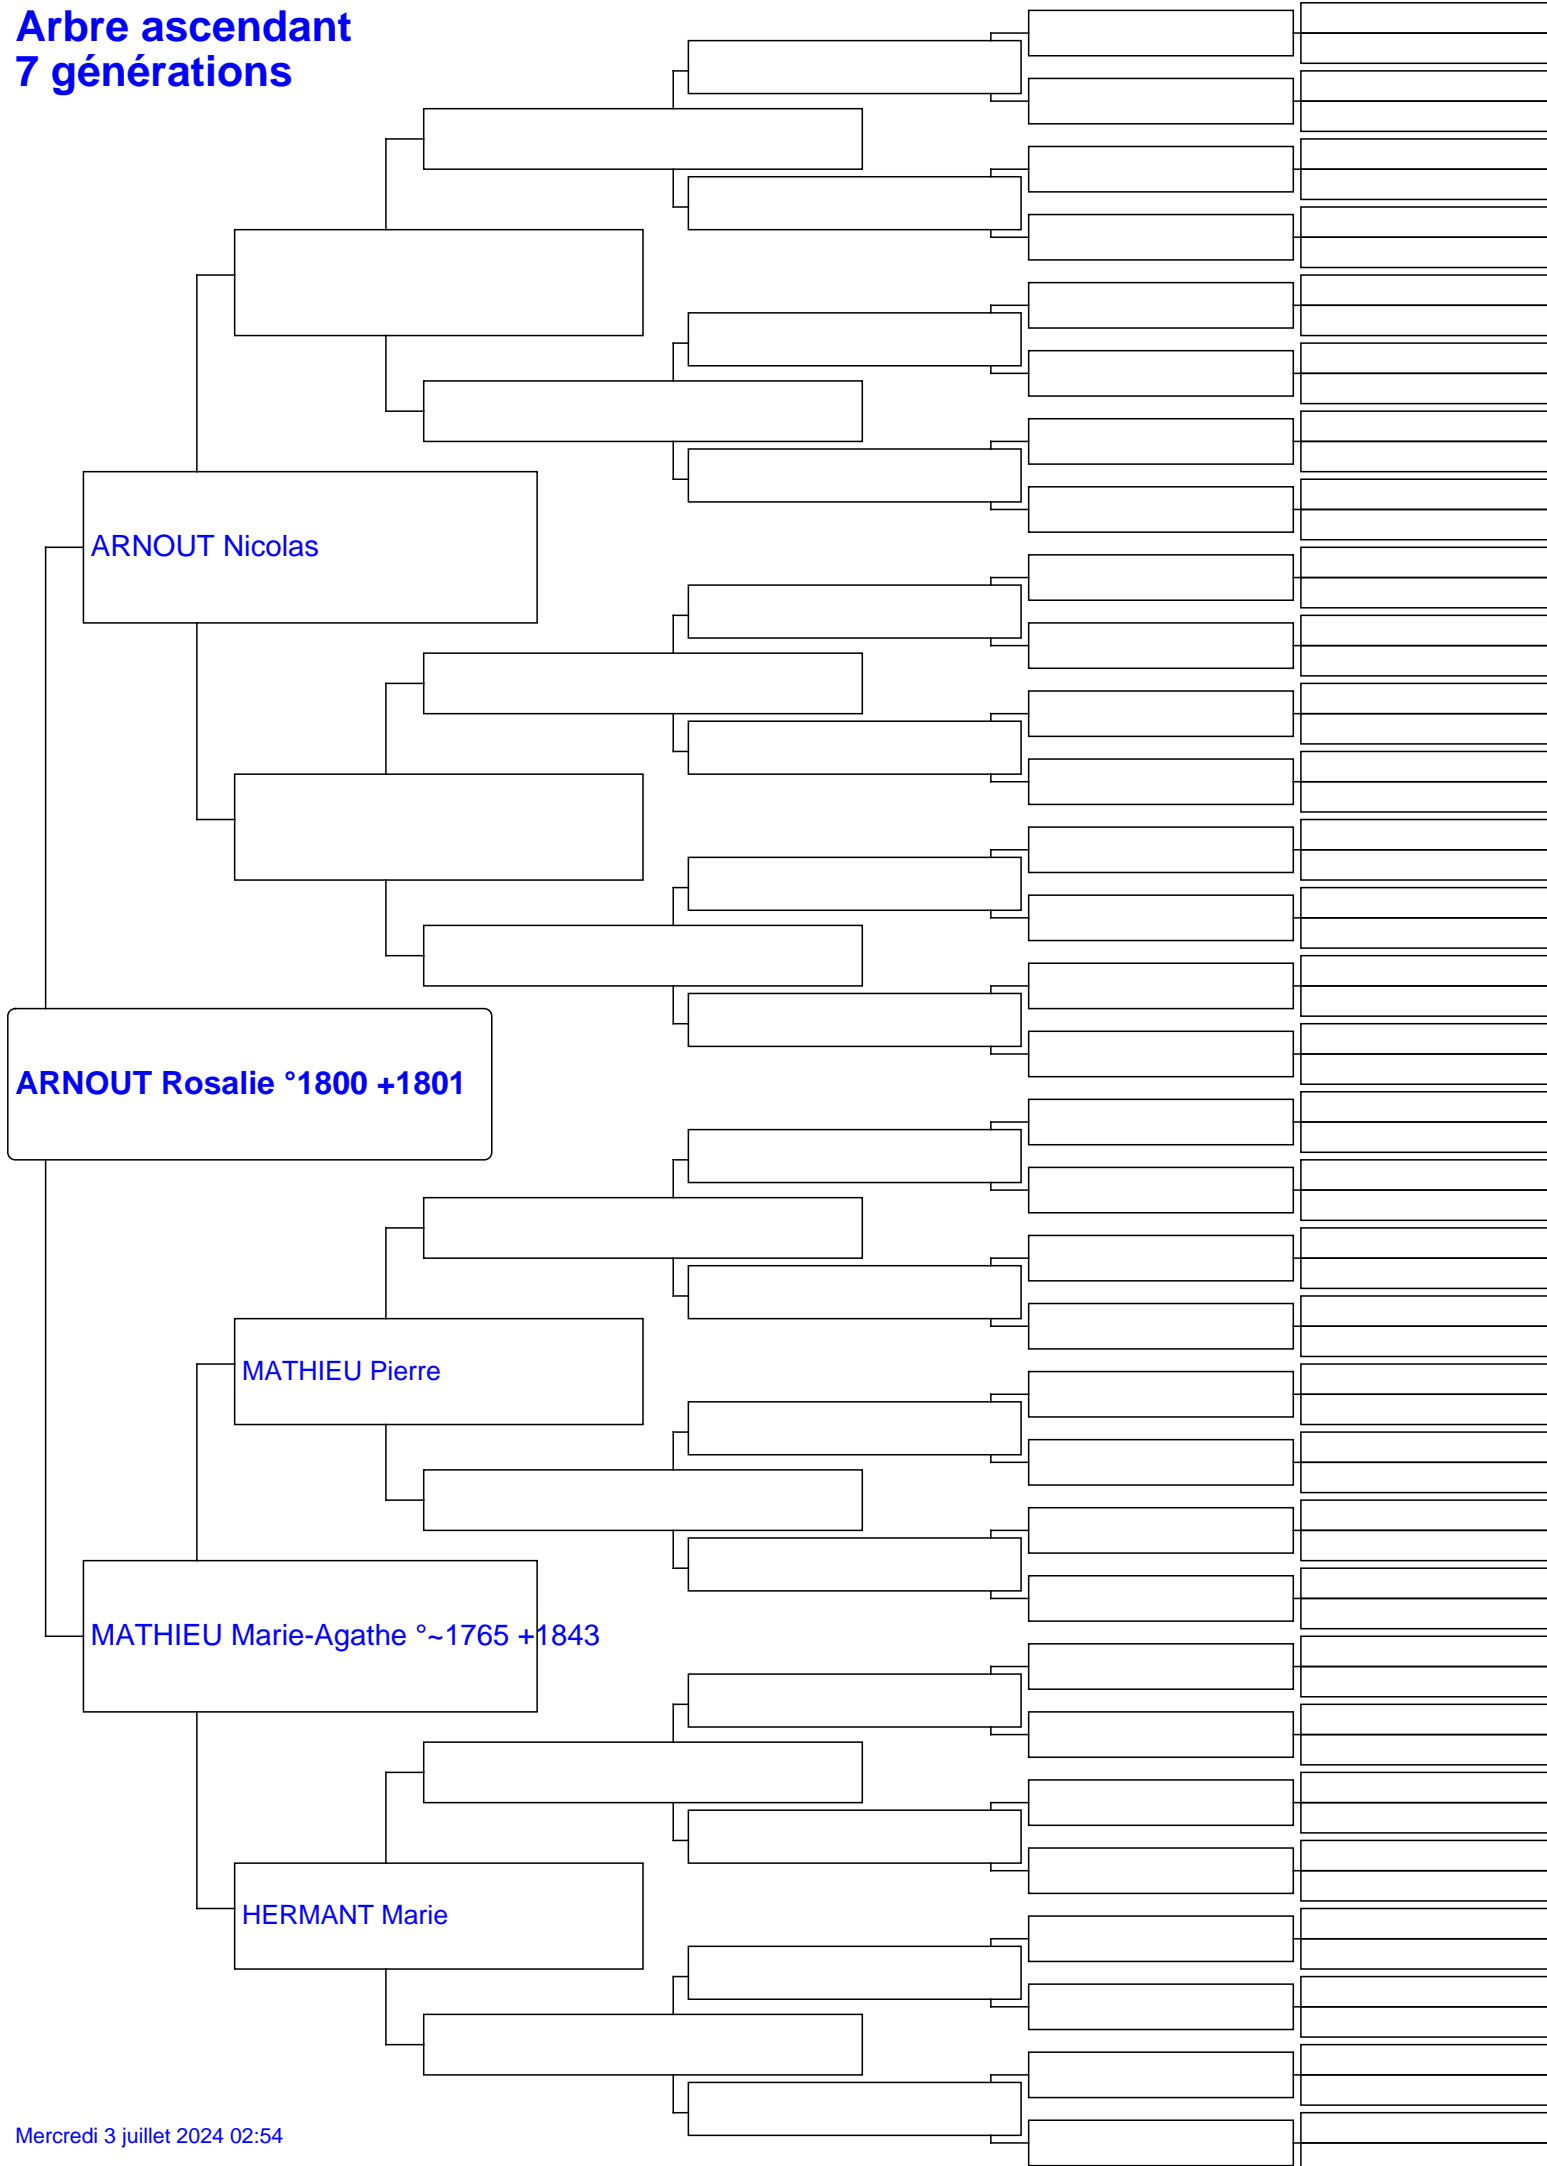 Arbre ascendant
7 générations
ARNOUT Nicolas
ARNOUT Rosalie °1800 +1801
MATHIEU Pierre
MATHIEU Marie-Agathe °~1765 +1843
HERMANT Marie
Mercredi 3 juillet 2024 02:54